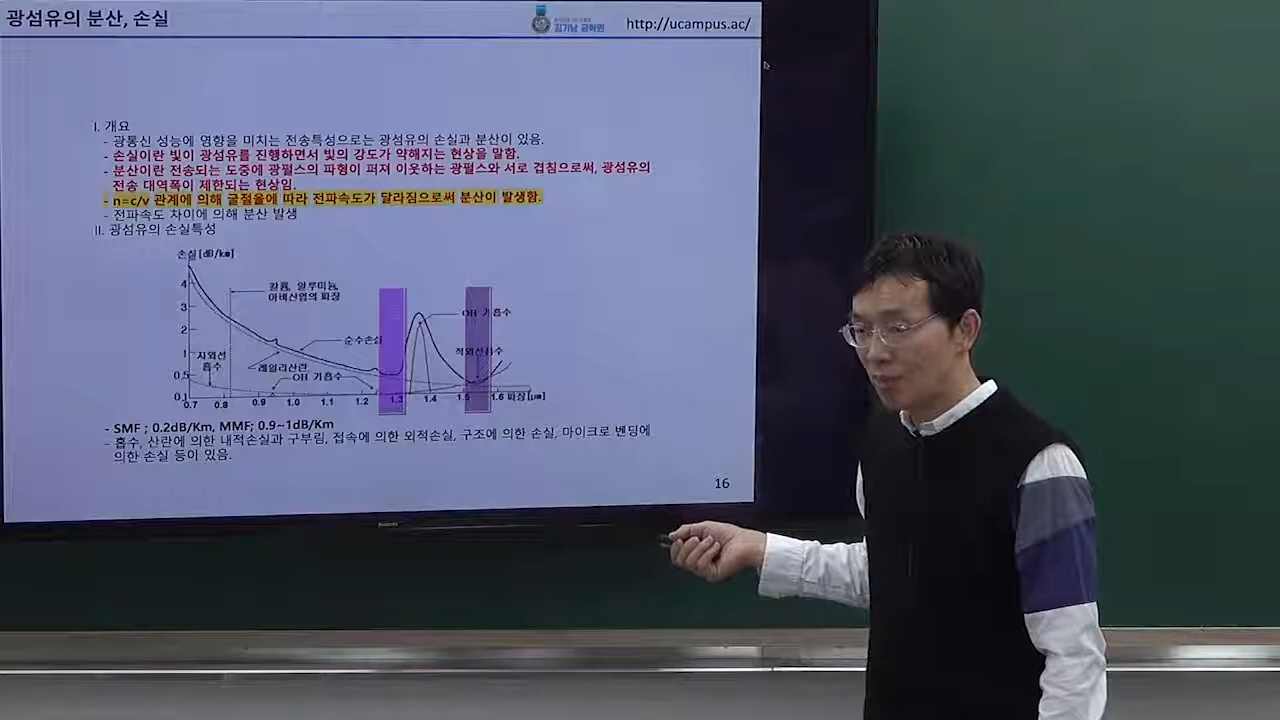 광섬유의 분산, 손실
김기남 공학원
http://ucampus.ac/
I. 개요
- 광통신 성능에 영향을 미치는 전송특성으로는 광섬유의 손실과 분산이 있음.
- 손실이란 빛이 광섬유를 진행하면서 빛의 강도가 약해지는 현상을 말함.
- 분산이란 전송되는 도중에 광펄스의 파형이 퍼져 이웃하는 광펄스와 서로 겹침으로써, 광섬유의
전송 대역폭이 제한되는 현상임.
- n=c/v 관계에 의해 굴절율에 따라 전파속도가 달라짐으로써 분산이 발생함.
- 전파속도 차이에 의해 분산 발생
II. 광섬유의 손실특성
손실[dB/km]
4
3
2
1
0.5
0.1
칼륨, 알루미늄,
아비산염의 파장
OH 기흡수
순수손실
적외선흡수
자외선
흡수
레일리산란
OH 기흡수
0.7 0.8 0.9 1.0 1.1 1.2 1.3 1.4 1.5 1.6 파장[μm]
- SMF ; 0.2dB/Km, MMF; 0.9~1dB/Km
- 흡수, 산란에 의한 내적손실과 구부림, 접속에 의한 외적손실, 구조에 의한 손실, 마이크로 벤딩에
의한 손실 등이 있음.
16